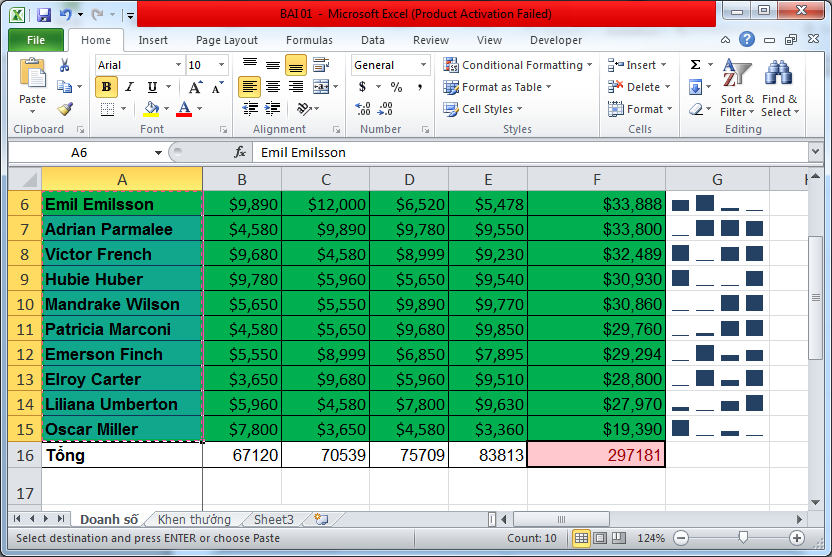 BAI 01 - Microsoft Excel (Product Activation Failed)
File Home Insert Page Layout Formulas Data Review View Developer
Paste
Clipboard
Arial 10
B I U A A
A
Font
Alignment
General
$ % ,
Number
Conditional Formatting
Format as Table
Cell Styles
Styles
Insert
Delete
Format
Cells
Σ
Sort & Filter
Find & Select
Editing
A6 fx Emil Emilsson
A B C D E F G
6 Emil Emilsson $9,890 $12,000 $6,520 $5,478 $33,888
7 Adrian Parmalee $4,580 $9,890 $9,780 $9,550 $33,800
8 Victor French $9,680 $4,580 $8,999 $9,230 $32,489
9 Hubie Huber $9,780 $5,960 $5,650 $9,540 $30,930
10 Mandrake Wilson $5,650 $5,550 $9,890 $9,770 $30,860
11 Patricia Marconi $4,580 $5,650 $9,680 $9,850 $29,760
12 Emerson Finch $5,550 $8,999 $6,850 $7,895 $29,294
13 Elroy Carter $3,650 $9,680 $5,960 $9,510 $28,800
14 Liliana Umberton $5,960 $4,580 $7,800 $9,630 $27,970
15 Oscar Miller $7,800 $3,650 $4,580 $3,360 $19,390
16 Tổng 67120 70539 75709 83813 297181
17
Doanh số Khen thưởng Sheet3
Select destination and press ENTER or choose Paste Count: 10 124%